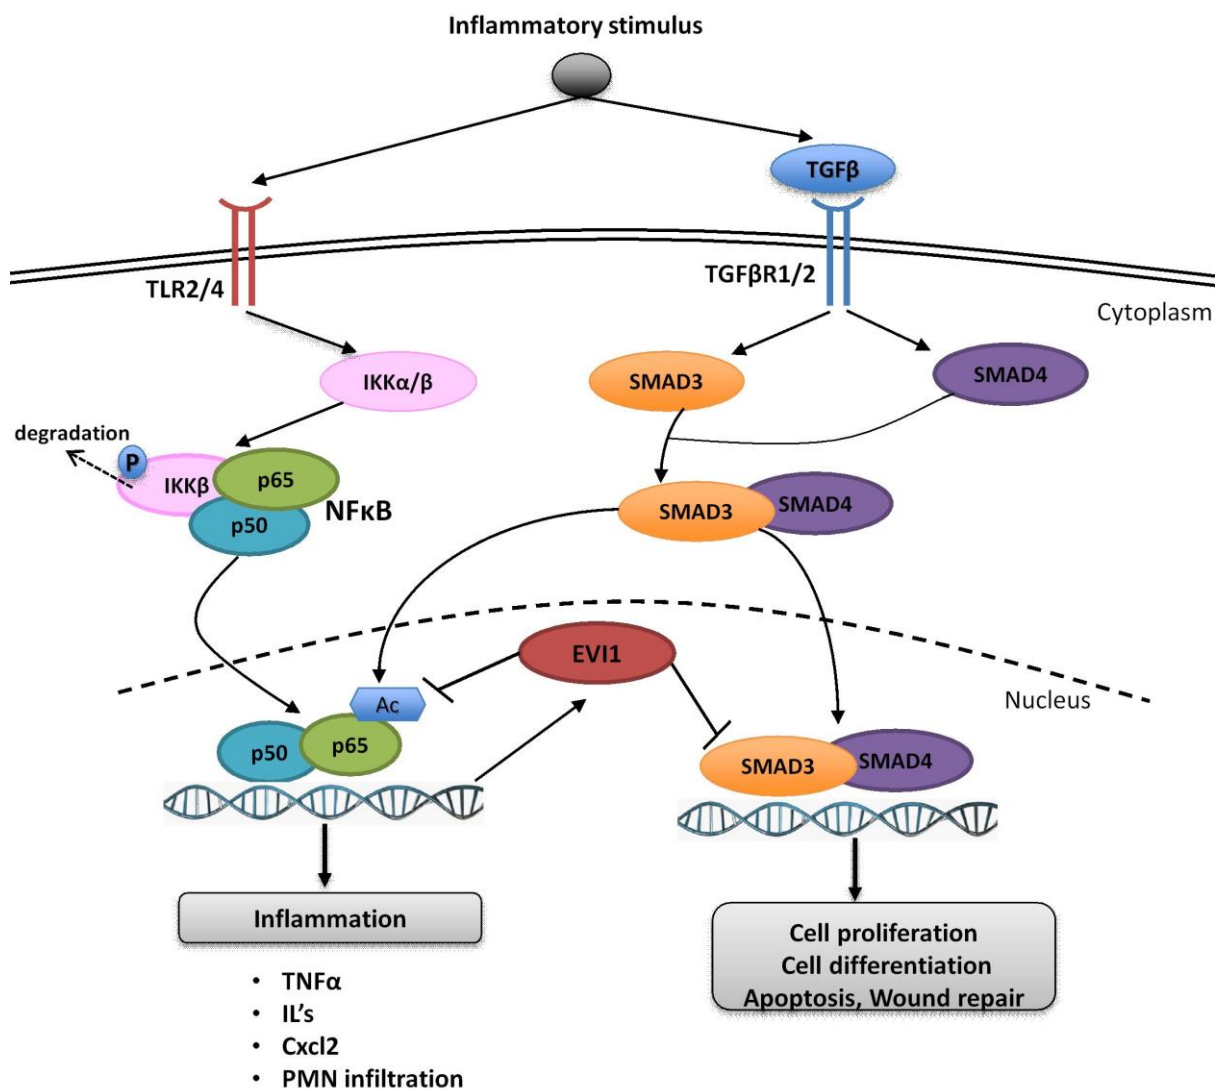 Inflammatory stimulus
TGFβ
TLR2/4
TGFβR1/2
Cytoplasm
IKKα/β
SMAD3
SMAD4
degradation
P
IKKβ
p65
p50
NFκB
SMAD3
SMAD4
EVI1
Nucleus
Ac
p50
p65
SMAD3
SMAD4
Inflammation
• TNFα
• IL's
• Cxcl2
• PMN infiltration
Cell proliferation
Cell differentiation
Apoptosis, Wound repair